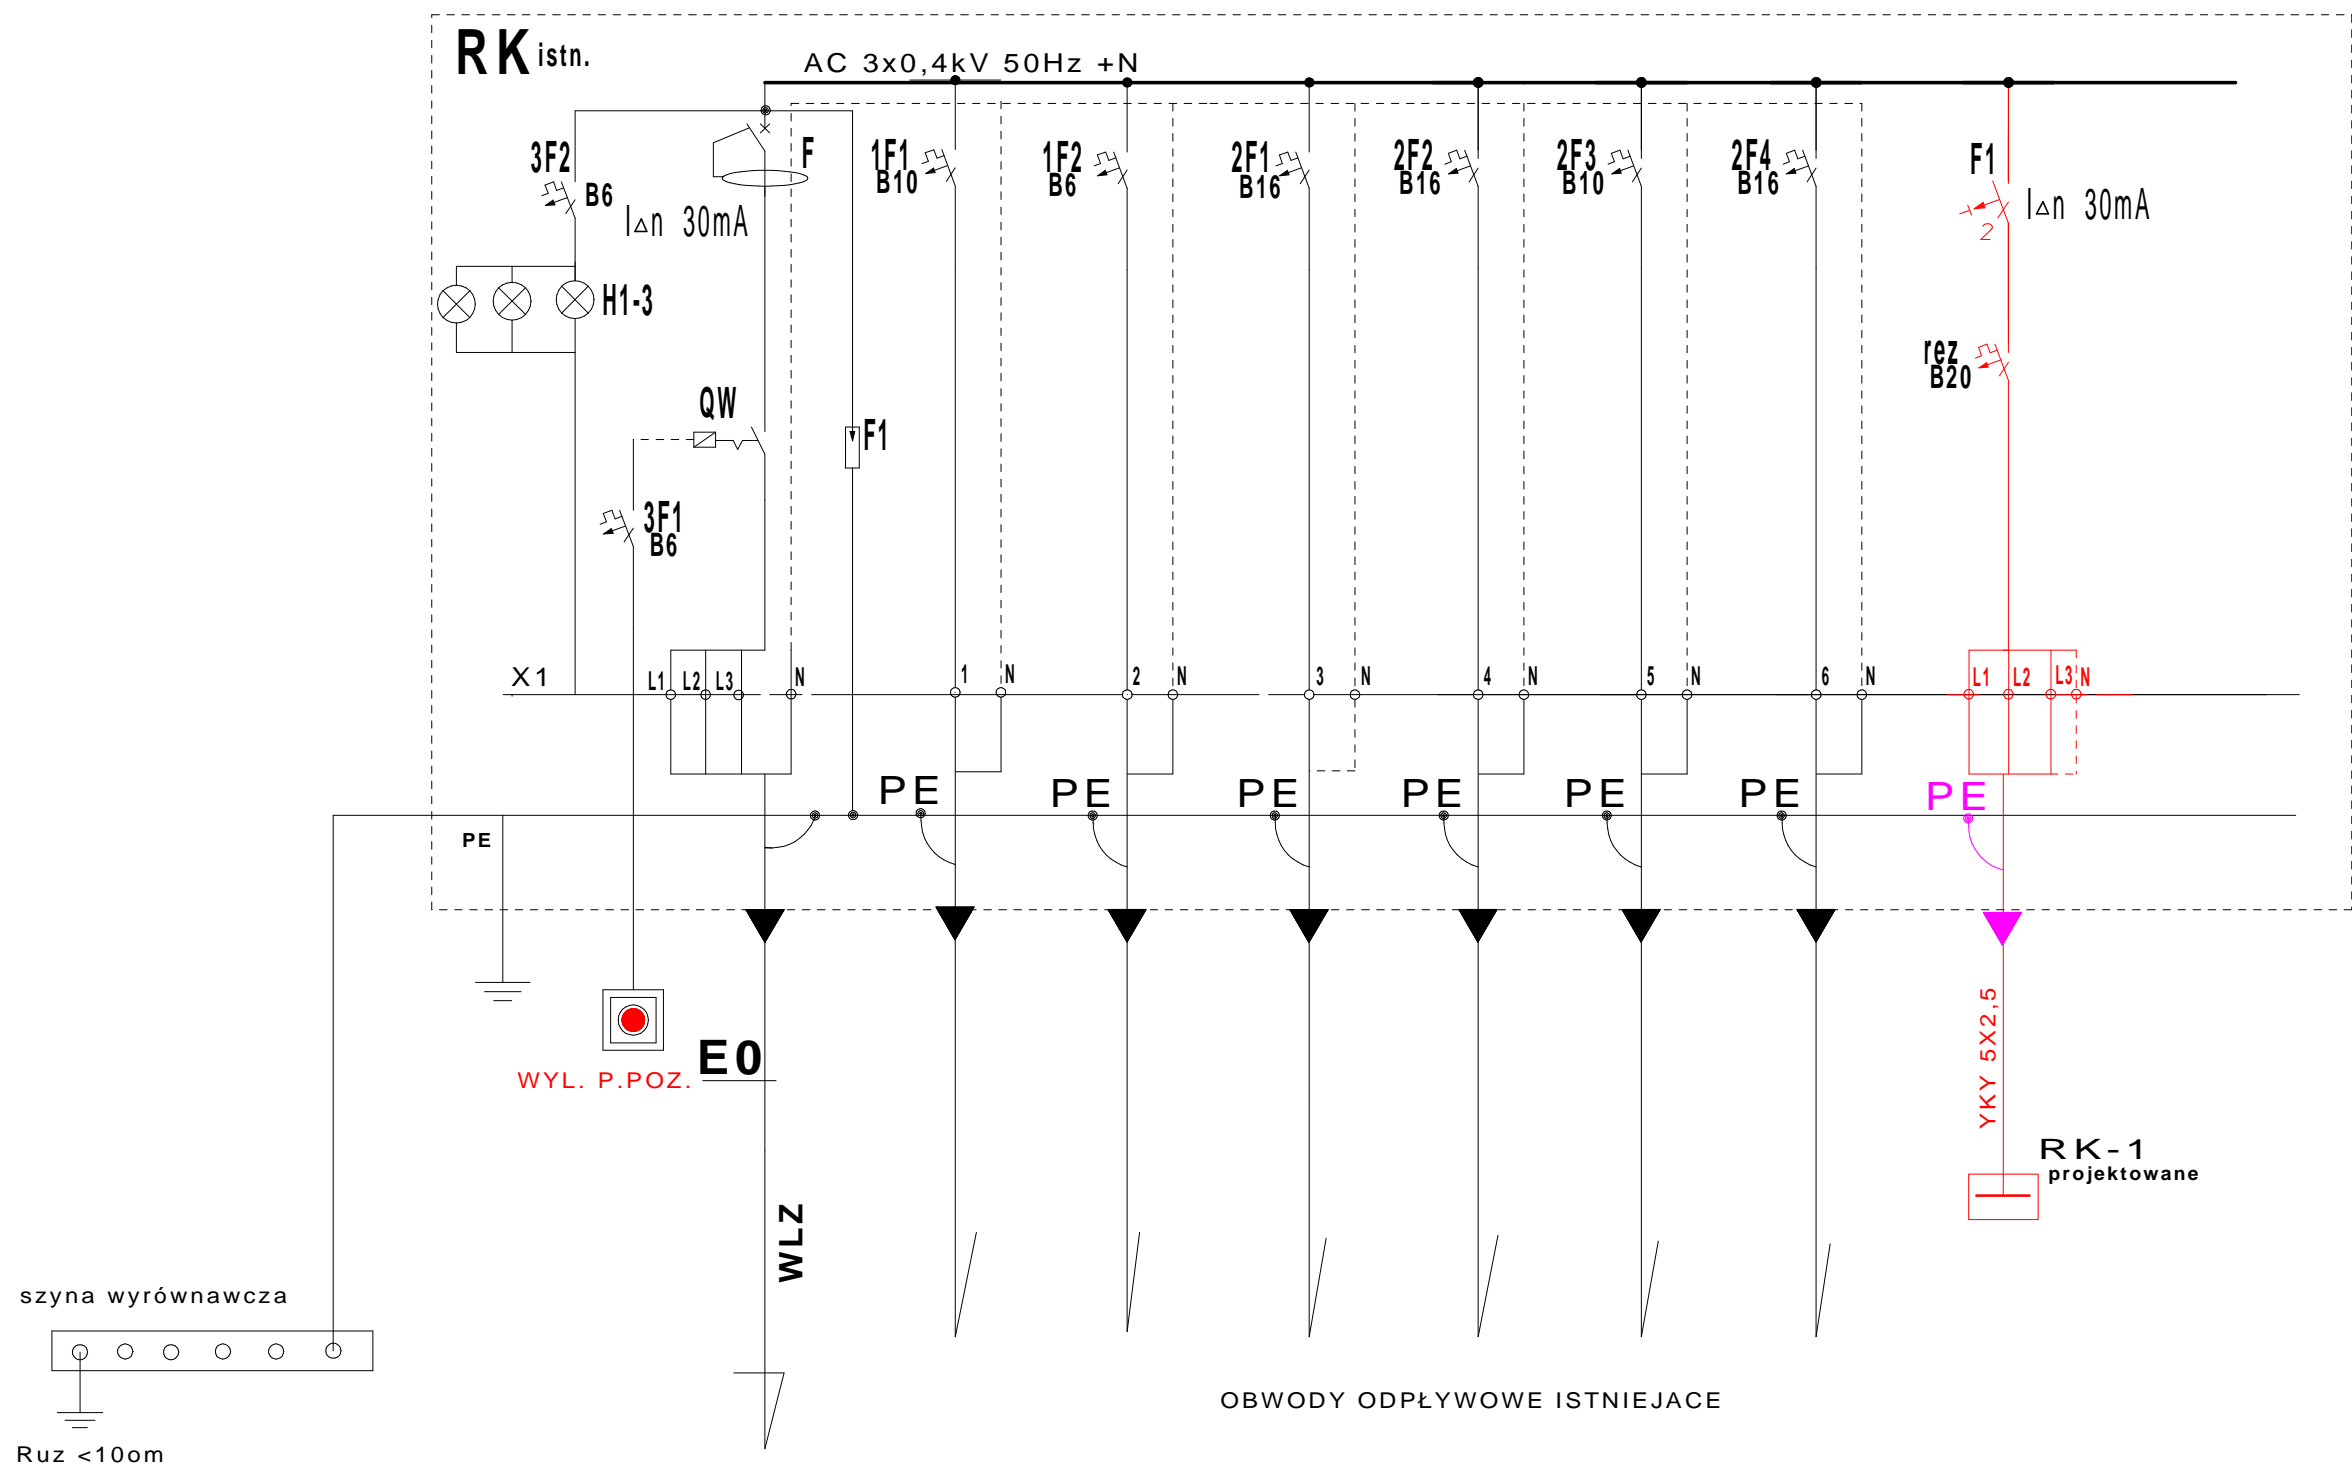 RK istn.
AC 3x0,4kV 50Hz +N
3F2
B6
F
I△n 30mA
1F1
B10
1F2
B6
2F1
B16
2F2
B16
2F3
B10
2F4
B16
F1
I△n 30mA
2
H1-3
rez
B20
QW
F1
3F1
B6
X1
L1 L2 L3 N 1 N 2 N 3 N 4 N 5 N 6 N L1 L2 L3 N
PE PE PE PE PE PE PE
PE
E0
WYL. P.POZ.
YKY 5X2,5
RK-1
projektowane
WLZ
szyna wyrównawcza
OBWODY ODPŁYWOWE ISTNIEJACE
Ruz <10om